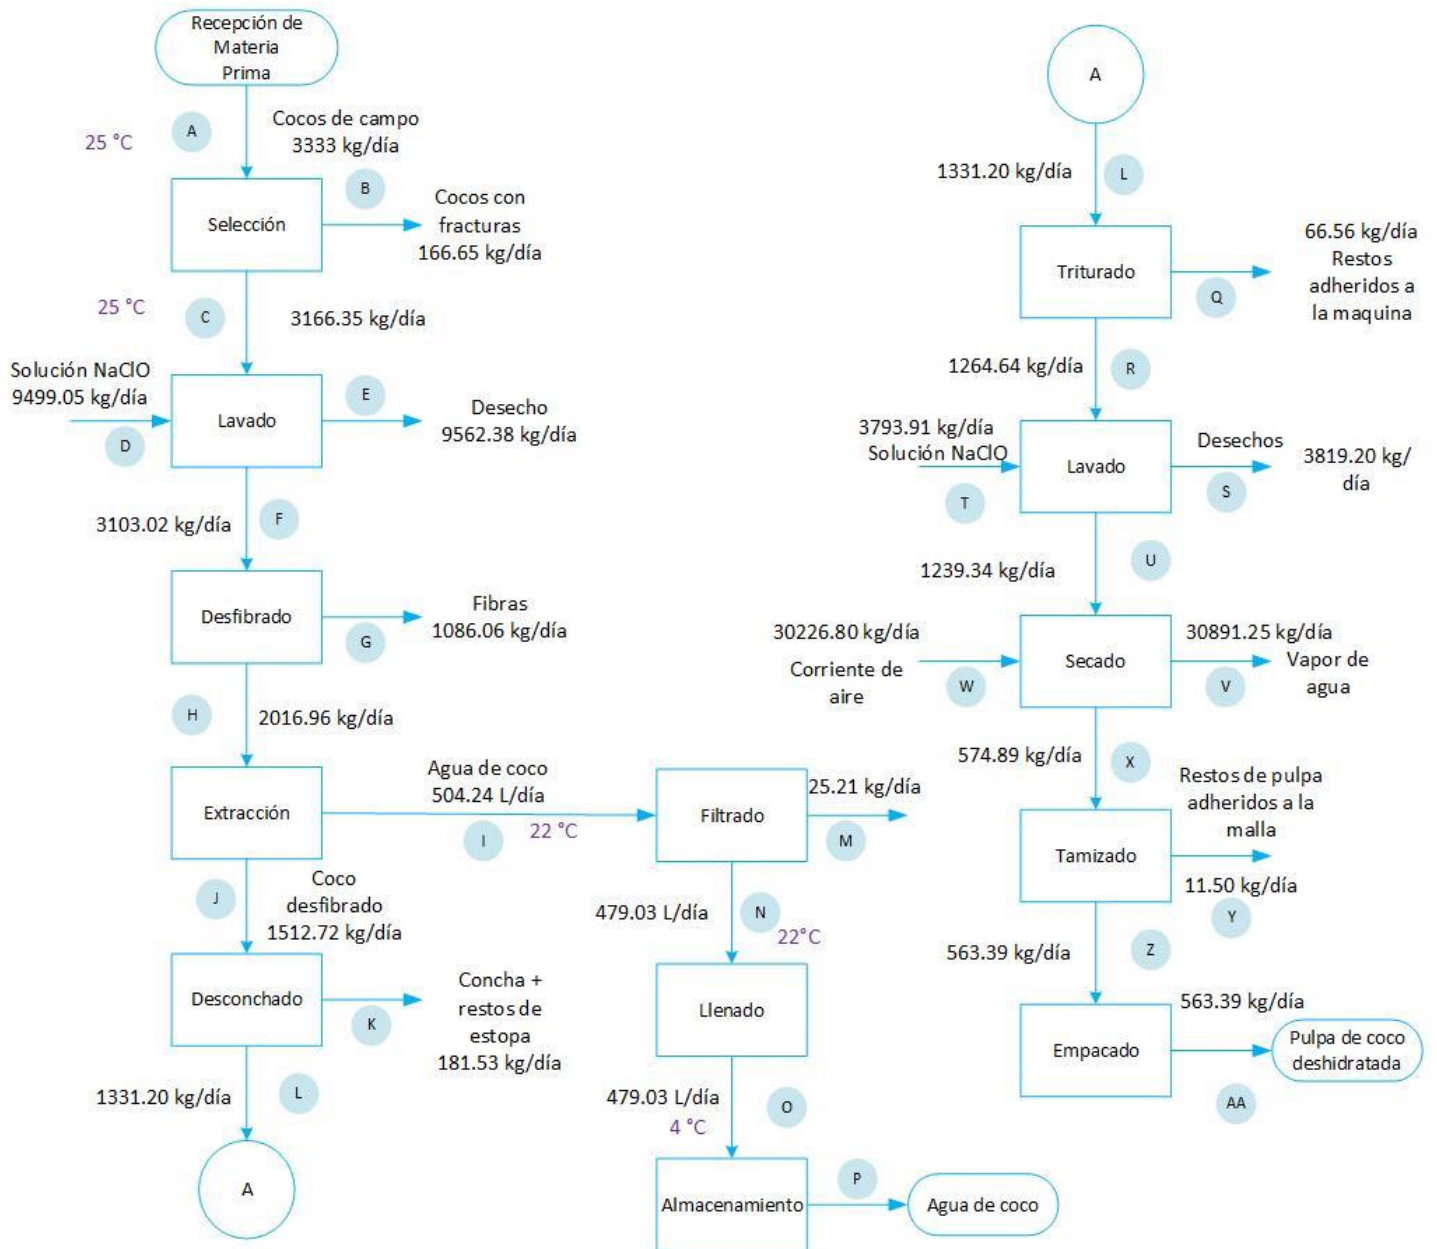 Recepción de
Materia
Prima
25 °C
A
Cocos de campo
3333 kg/día
B
Selección
Cocos con
fracturas
166.65 kg/día
25 °C
C
3166.35 kg/día
Solución NaClO
9499.05 kg/día
D
Lavado
E
Desecho
9562.38 kg/día
3103.02 kg/día
F
Desfibrado
Fibras
1086.06 kg/día
G
H
2016.96 kg/día
Extracción
Agua de coco
504.24 L/día
I
22 °C
Filtrado
25.21 kg/día
M
J
Coco
desfibrado
1512.72 kg/día
479.03 L/día
N
22°C
Desconchado
K
Concha +
restos de
estopa
181.53 kg/día
Llenado
1331.20 kg/día
L
A
479.03 L/día
4 °C
O
Almacenamiento
P
Agua de coco
A
1331.20 kg/día
L
Triturado
66.56 kg/día
Restos
adheridos a
la maquina
Q
1264.64 kg/día
R
3793.91 kg/día
Solución NaClO
T
Lavado
Desechos
3819.20 kg/
día
S
1239.34 kg/día
U
30226.80 kg/día
Corriente de
aire
W
Secado
30891.25 kg/día
Vapor de
agua
V
574.89 kg/día
X
Tamizado
Restos de pulpa
adheridos a la
malla
11.50 kg/día
Y
563.39 kg/día
Z
Empacado
563.39 kg/día
Pulpa de coco
deshidratada
AA